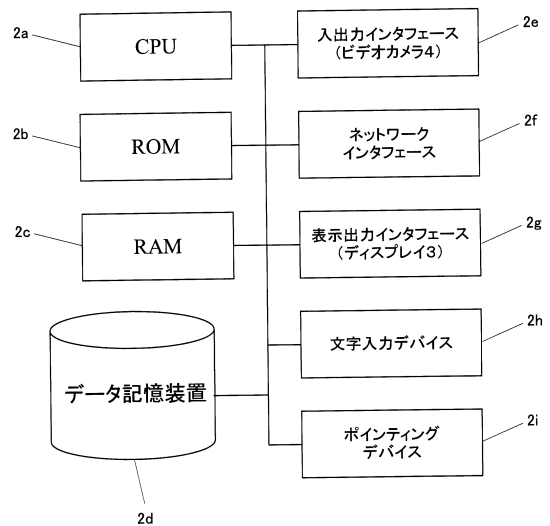 2a
CPU
入出力インタフェース
(ビデオカメラ4)
2e
2b
ROM
ネットワーク
インタフェース
2f
2c
RAM
表示出力インタフェース
(ディスプレイ3)
2g
データ記憶装置
2d
文字入力デバイス
2h
ポインティング
デバイス
2i